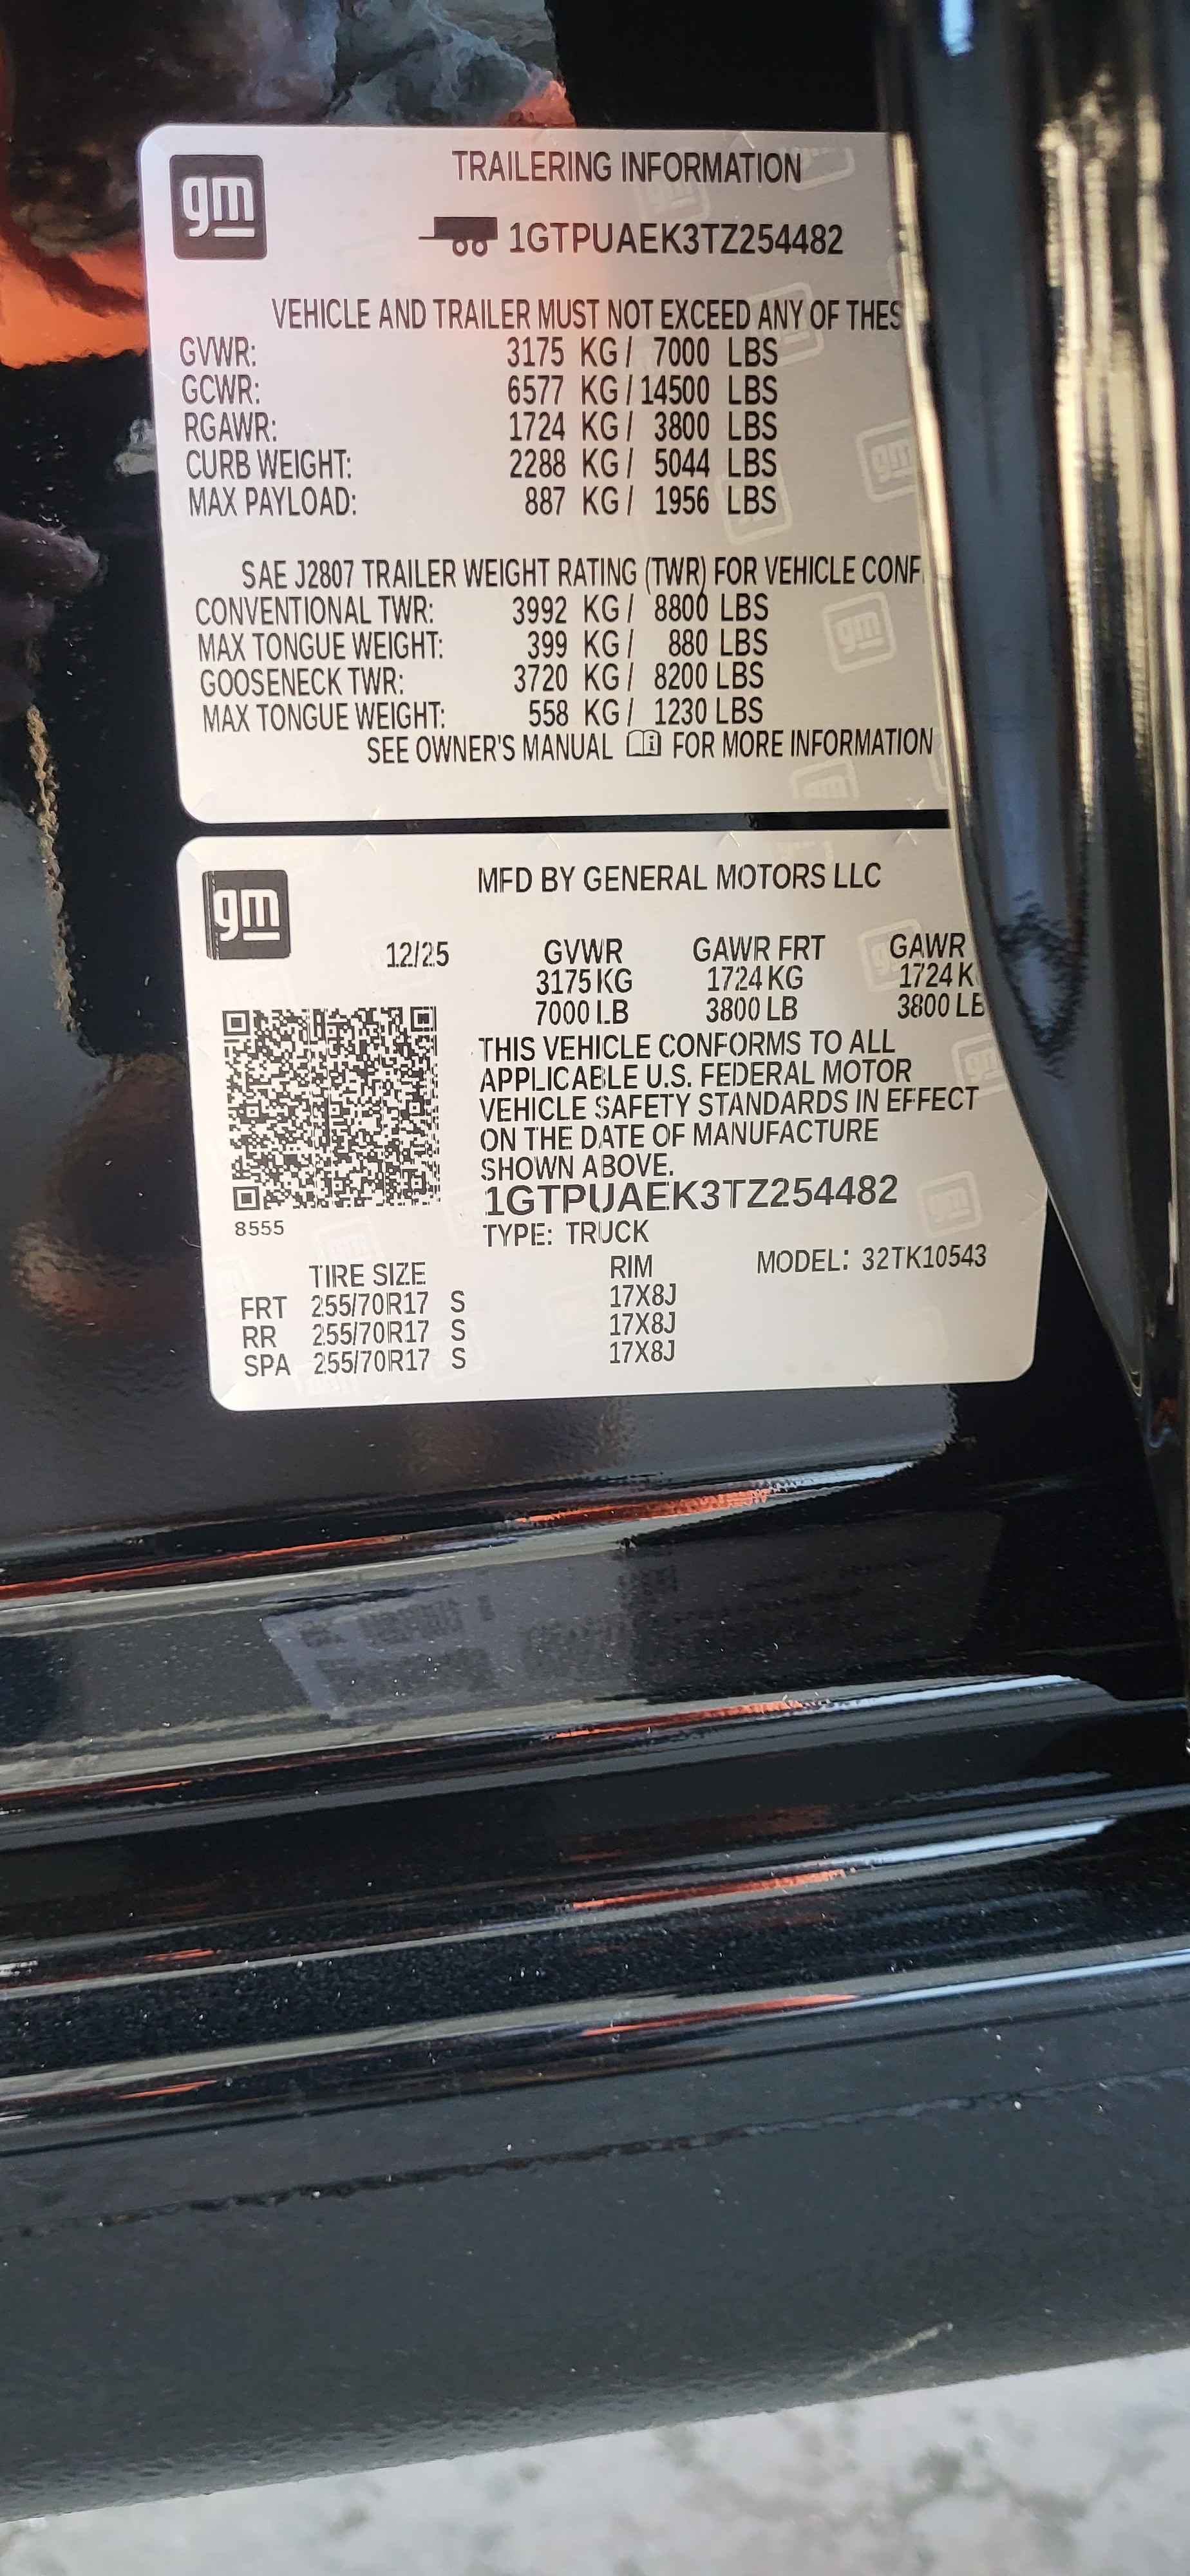 gm
TRAILERING INFORMATION
1GTPUAEK3TZ254482
VEHICLE AND TRAILER MUST NOT EXCEED ANY OF THES
GVWR: 3175 KG / 7000 LBS
GCWR: 6577 KG / 14500 LBS
RGAWR: 1724 KG / 3800 LBS
CURB WEIGHT: 2288 KG / 5044 LBS
MAX PAYLOAD: 887 KG / 1956 LBS
SAE J2807 TRAILER WEIGHT RATING (TWR) FOR VEHICLE CONF
CONVENTIONAL TWR: 3992 KG / 8800 LBS
MAX TONGUE WEIGHT: 399 KG / 880 LBS
GOOSENECK TWR: 3720 KG / 8200 LBS
MAX TONGUE WEIGHT: 558 KG / 1230 LBS
SEE OWNER'S MANUAL FOR MORE INFORMATION
gm
MFD BY GENERAL MOTORS LLC
12/25 GVWR GAWR FRT GAWR
3175 KG 1724 KG 1724 K
7000 LB 3800 LB 3800 LB
THIS VEHICLE CONFORMS TO ALL
APPLICABLE U.S. FEDERAL MOTOR
VEHICLE SAFETY STANDARDS IN EFFECT
ON THE DATE OF MANUFACTURE
SHOWN ABOVE.
1GTPUAEK3TZ254482
8555
TYPE: TRUCK
MODEL: 32TK10543
TIRE SIZE RIM
FRT 255/70R17 S 17X8J
RR 255/70R17 S 17X8J
SPA 255/70R17 S 17X8J